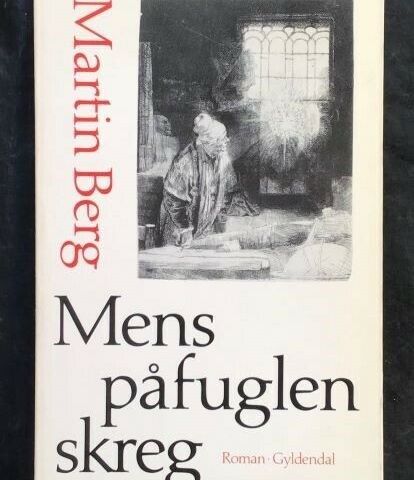 Martin Berg
Mens
påfuglen
skreg
Roman · Gyldendal